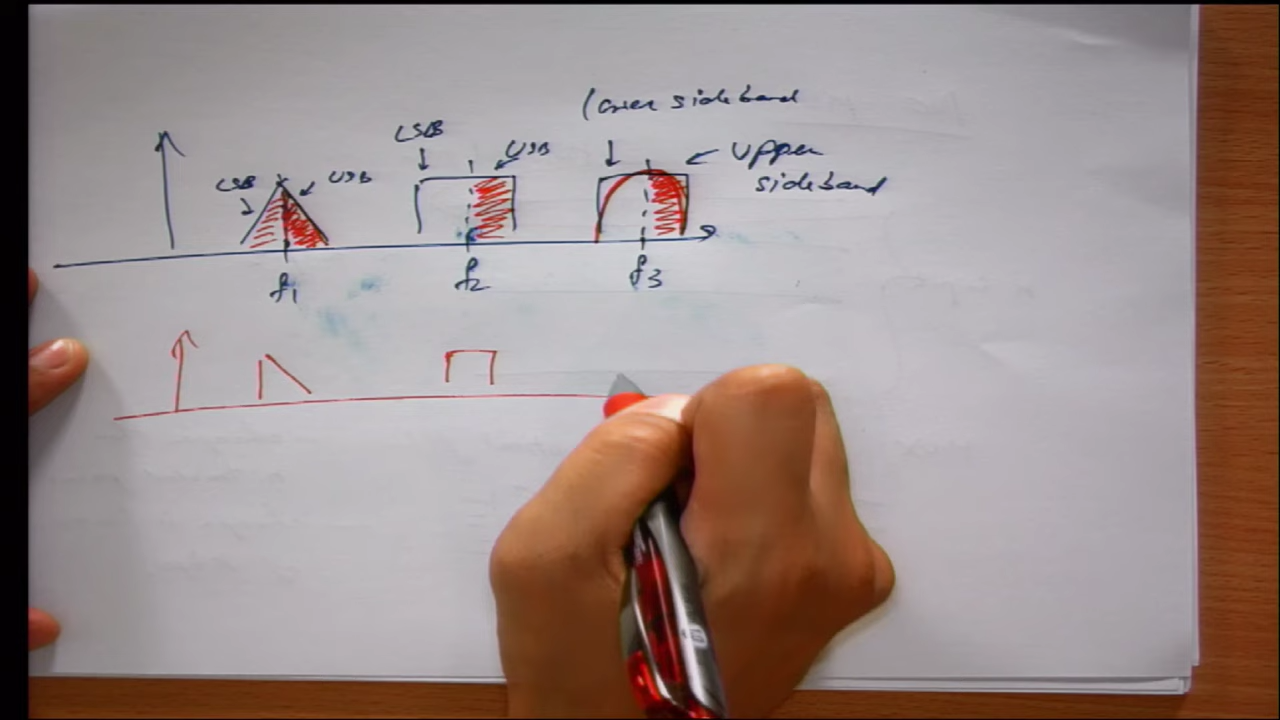 Lower sideband
LSB
USB
Upper
sideband
LSB
USB
f1
f2
f3